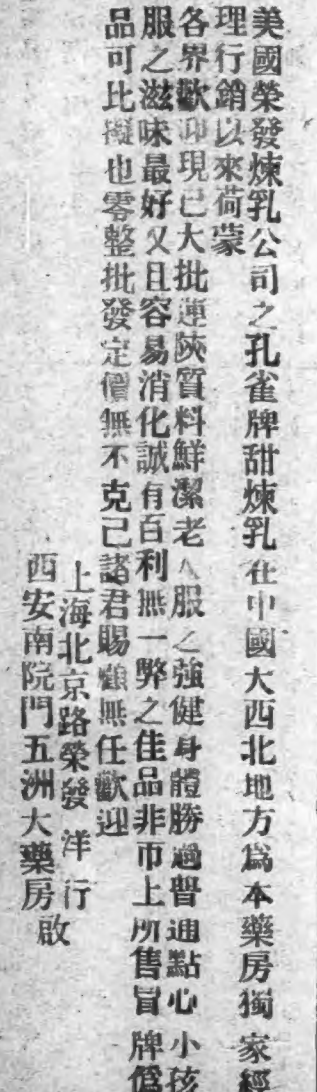 美國榮發煉乳公司之孔雀牌甜煉乳在中國大西北地方爲本藥房獨家經
理行銷以來荷蒙
各界歡迎現已大批運陝質料鮮潔老人服之強健身體勝過普通點心小孩
服之滋味最好又且容易消化誠有百利無一弊之佳品非市上所售冒牌僞
品可比擬也零整批發定價無不克己諸君賜顧無任歡迎
上海北京路榮發洋行
西安南院門五洲大藥房啟